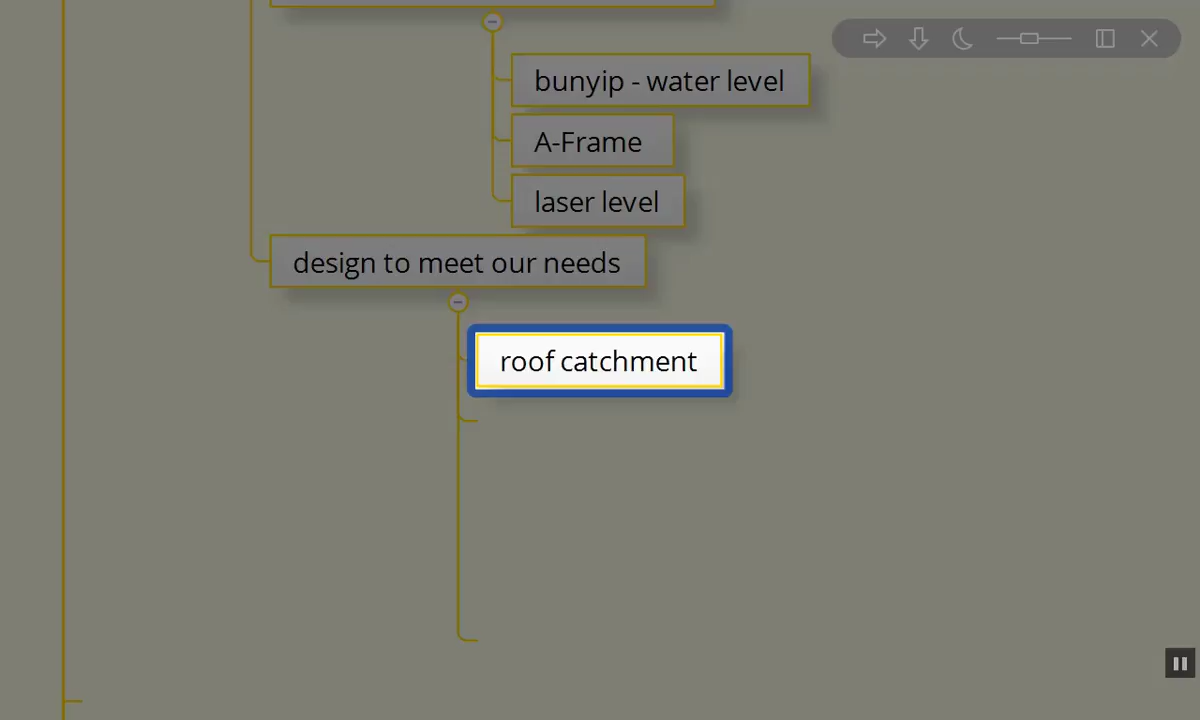 bunyip - water level
A-Frame
laser level
design to meet our needs
roof catchment